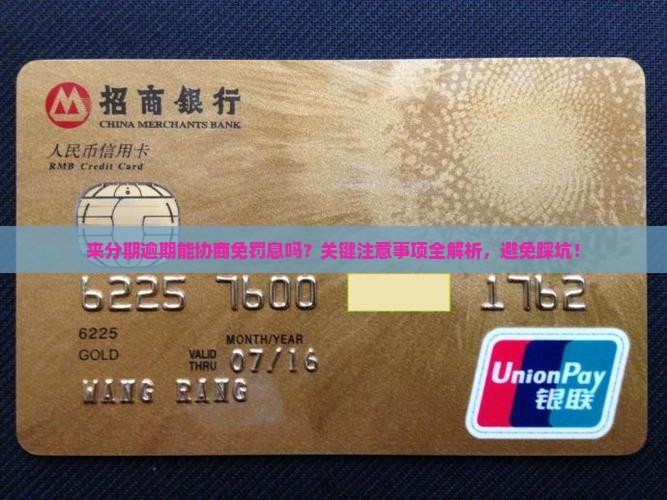 招商银行
CHINA MERCHANTS BANK
人民币信用卡
RMB Credit Card
来分期逾期能协商免罚息吗？关键注意事项全解析，避免踩坑！
6225 7600 1762
6225
GOLD
MONTH/YEAR
VALID THRU 07/16
WANG RANG
UnionPay
银联